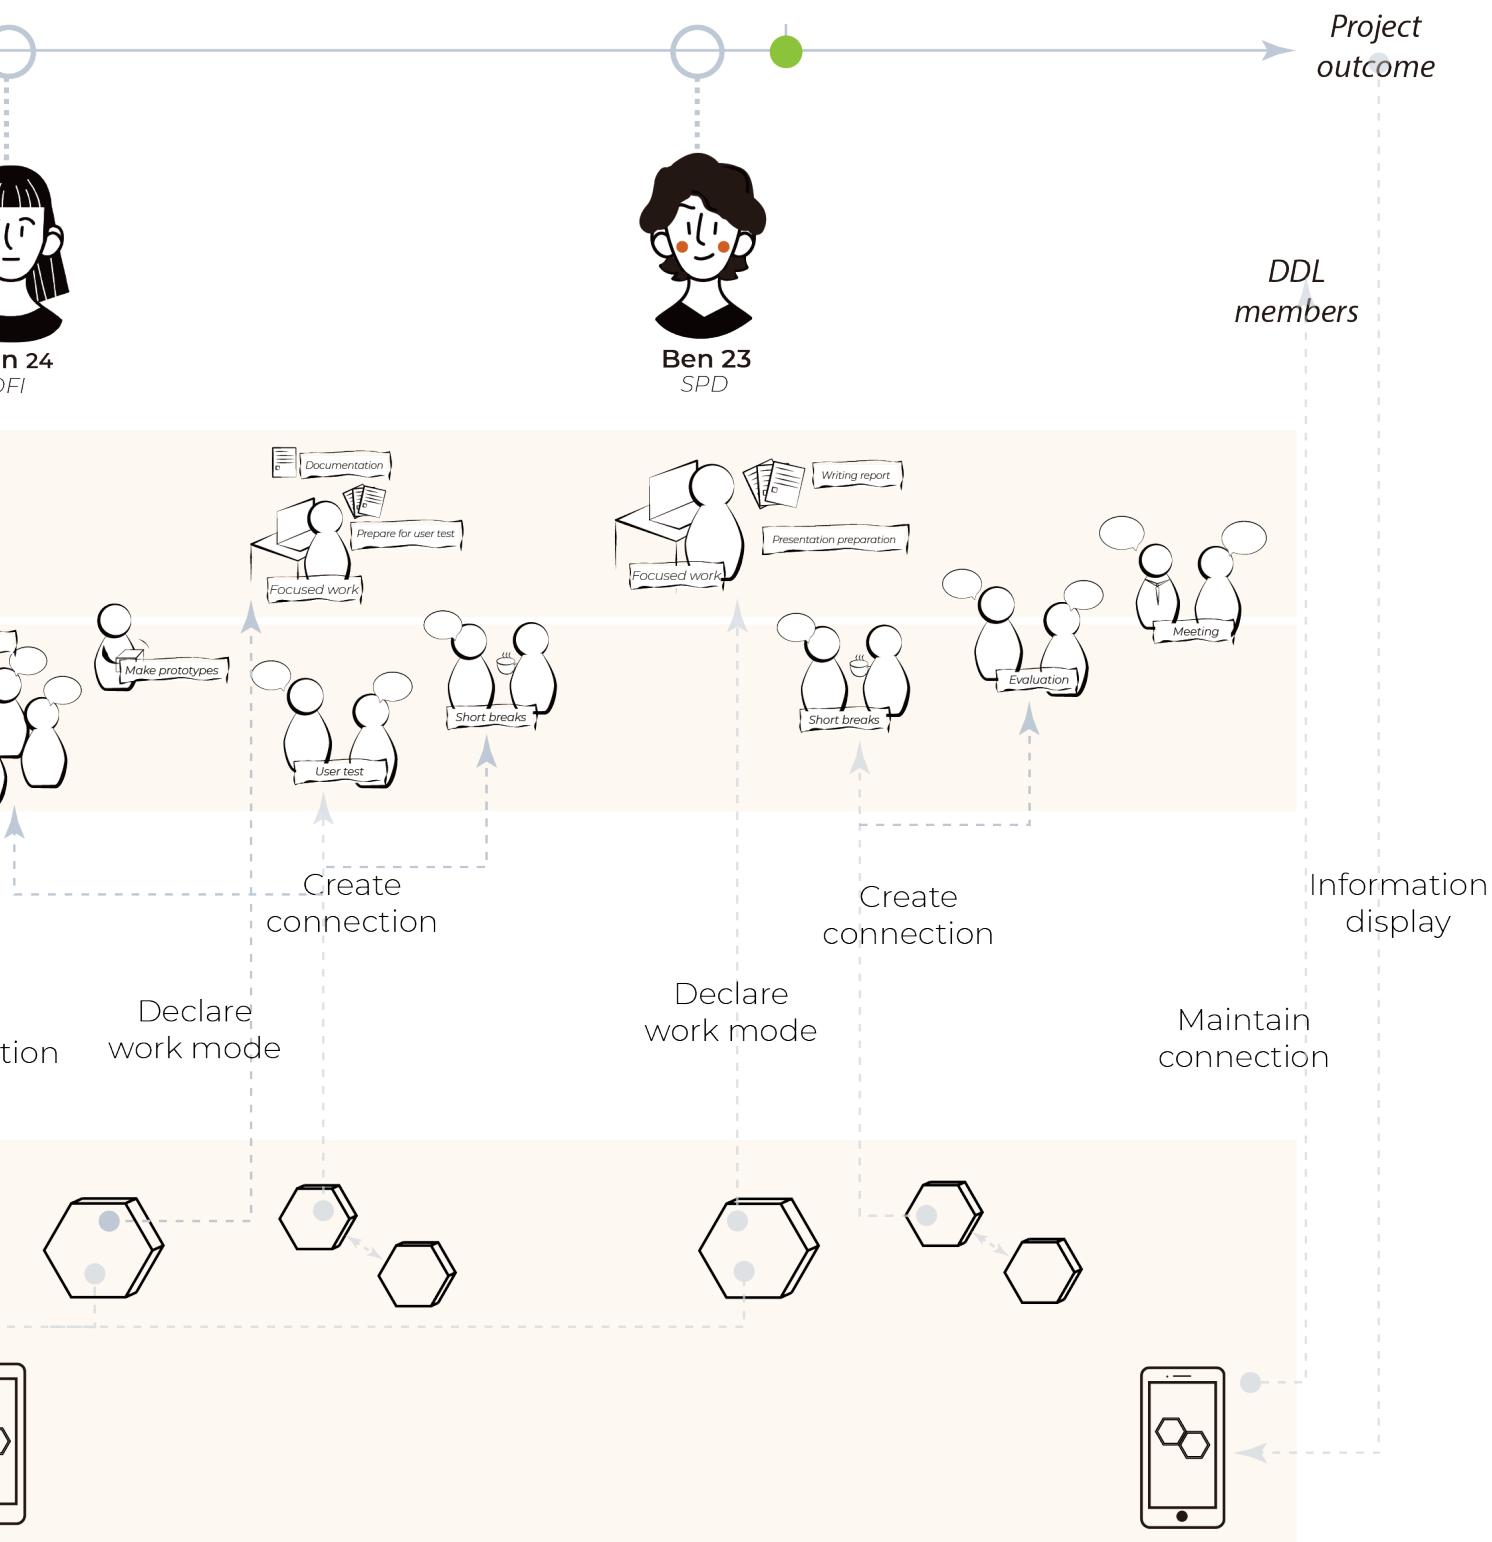 Project
outcome
DDL
members
n 24
DFI
Ben 23
SPD
Documentation
Prepare for user test
Focused work
Writing report
Presentation preparation
Focused work
Meeting
Evaluation
Make prototypes
Short breaks
Short breaks
User test
Create
connection
Create
connection
Information
display
Declare
work mode
Declare
work mode
Maintain
connection
tion